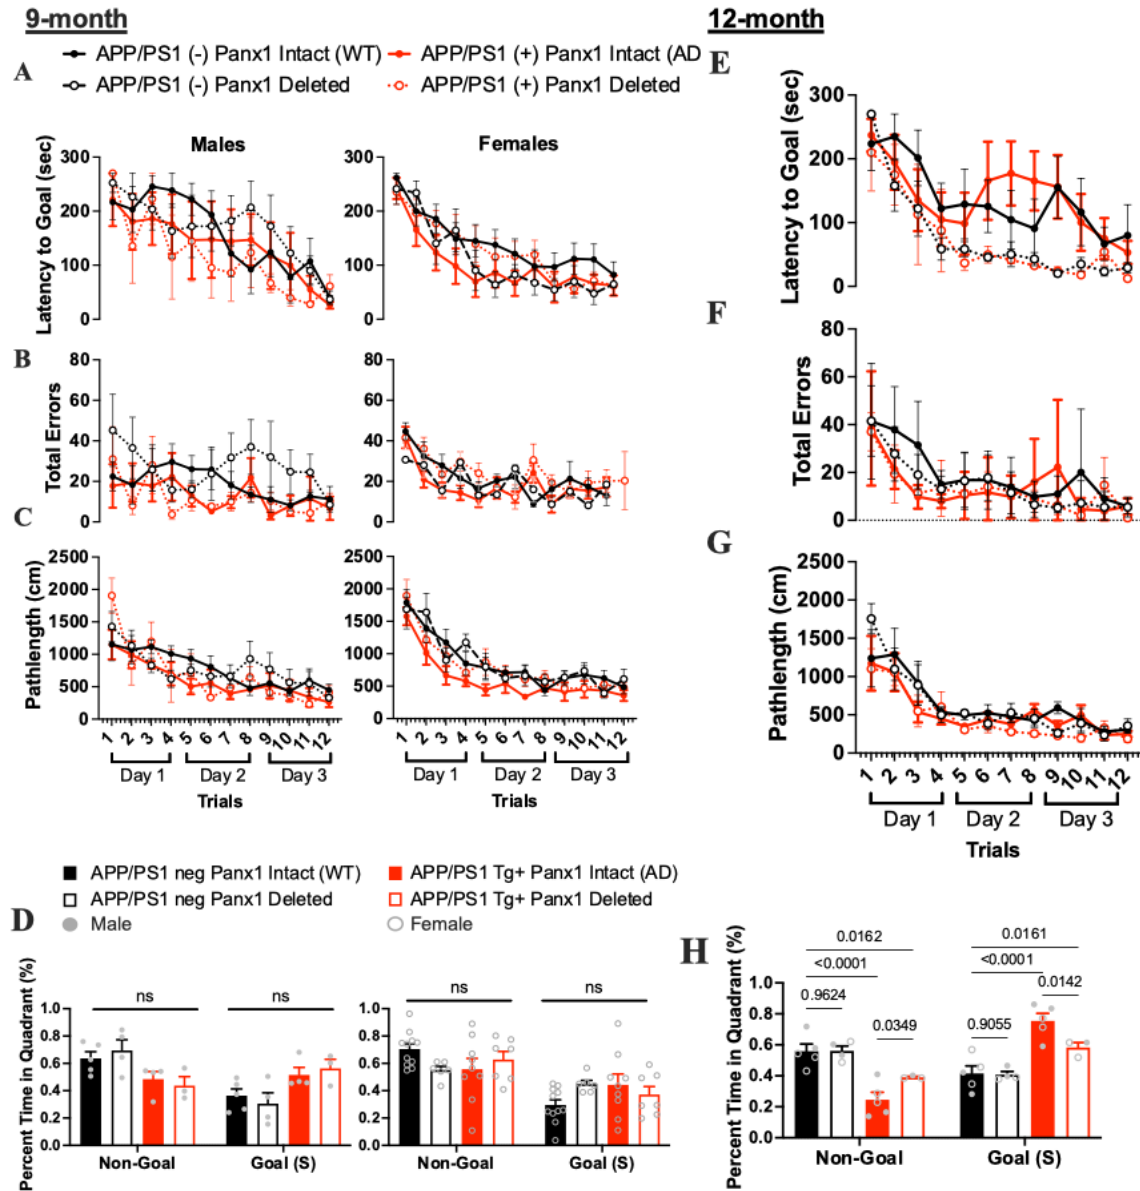 9-month
12-month
A
APP/PS1 (-) Panx1 Intact (WT)
APP/PS1 (+) Panx1 Intact (AD
APP/PS1 (-) Panx1 Deleted
APP/PS1 (+) Panx1 Deleted
Males
Females
Latency to Goal (sec)
300
200
100
0
300
200
100
0
B
Total Errors
80
60
40
20
0
80
60
40
20
0
C
Pathlength (cm)
2500
2000
1500
1000
500
0
2500
2000
1500
1000
500
0
1 2 3 4 5 6 7 8 9 10 11 12
Day 1 Day 2 Day 3
Trials
1 2 3 4 5 6 7 8 9 10 11 12
Day 1 Day 2 Day 3
Trials
E
Latency to Goal (sec)
300
200
100
0
F
Total Errors
80
60
40
20
0
G
Pathlength (cm)
2500
2000
1500
1000
500
0
1 2 3 4 5 6 7 8 9 10 11 12
Day 1 Day 2 Day 3
Trials
APP/PS1 neg Panx1 Intact (WT)
APP/PS1 Tg+ Panx1 Intact (AD)
APP/PS1 neg Panx1 Deleted
APP/PS1 Tg+ Panx1 Deleted
Male
Female
D
Percent Time in Quadrant (%)
1.0
0.8
0.6
0.4
0.2
0.0
ns
ns
Non-Goal
Goal (S)
1.0
0.8
0.6
0.4
0.2
0.0
ns
ns
Non-Goal
Goal (S)
H
Percent Time in Quadrant (%)
1.0
0.8
0.6
0.4
0.2
0.0
0.0162
<0.0001
0.9624
0.0349
0.0161
<0.0001
0.0142
0.9055
Non-Goal
Goal (S)